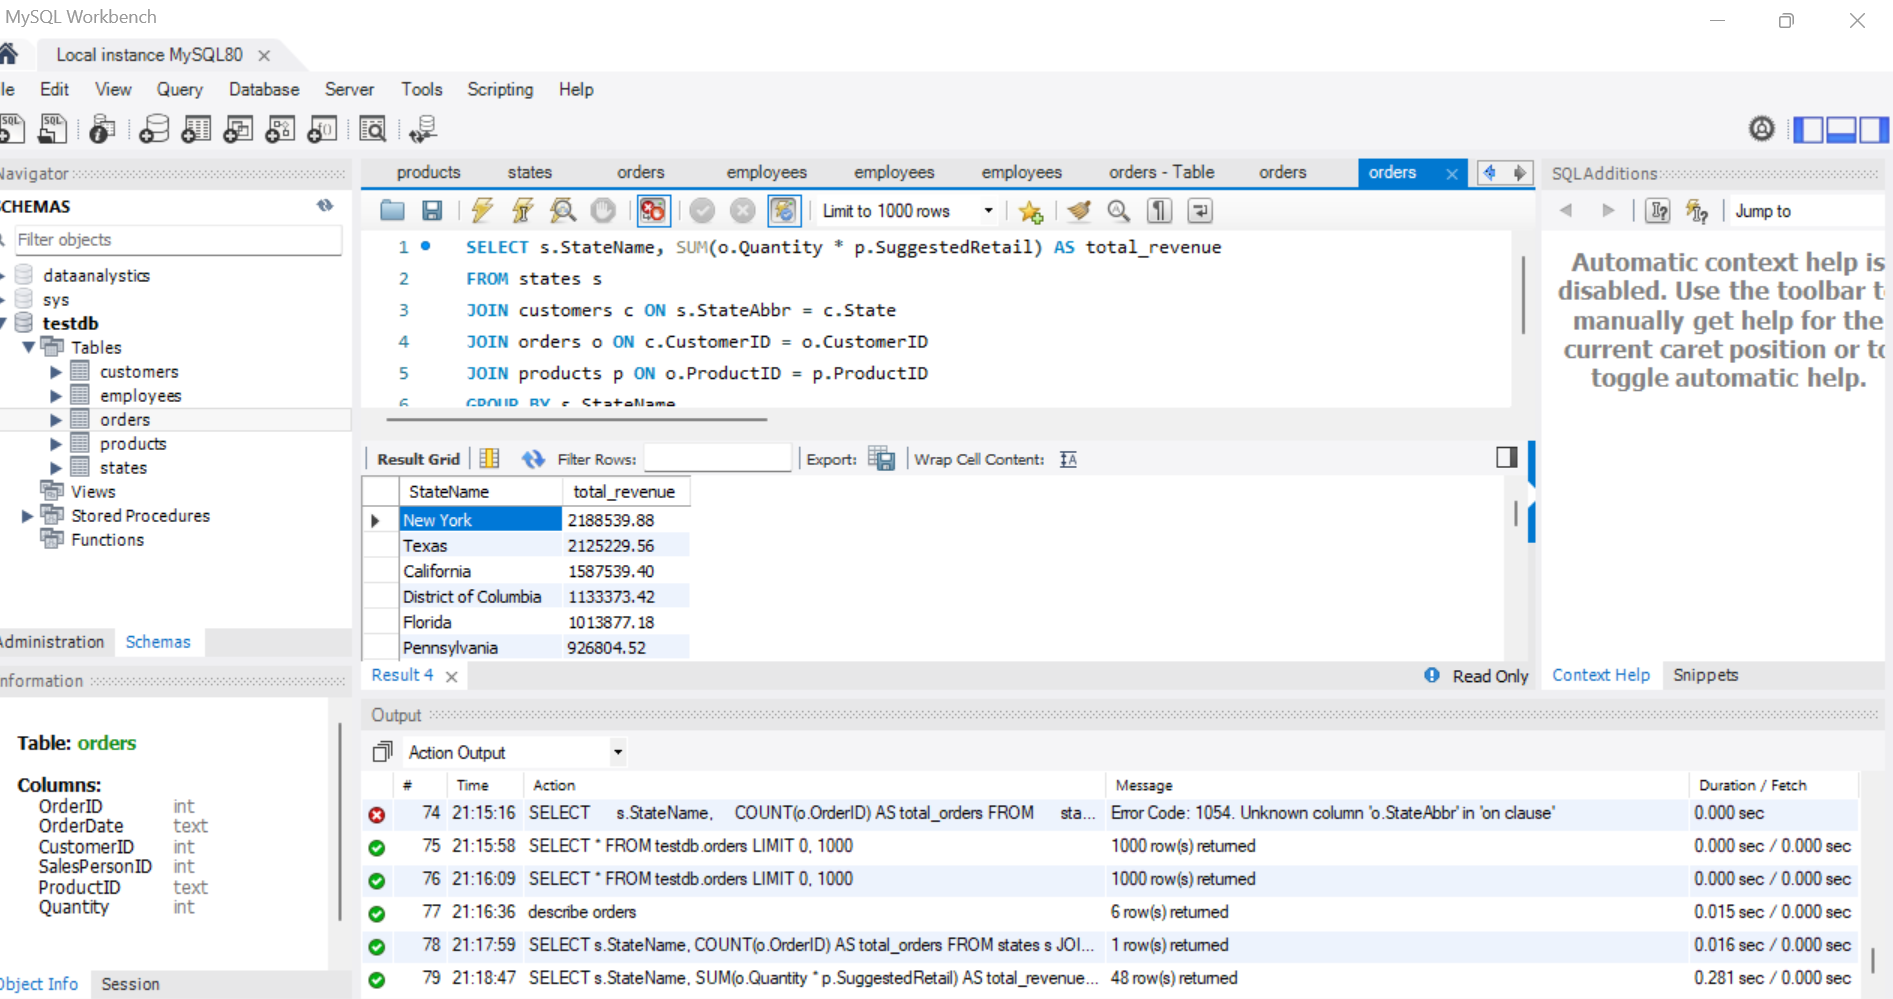 MySQL Workbench
Local instance MySQL80
le Edit View Query Database Server Tools Scripting Help
Navigator
SCHEMAS
Filter objects
dataanalystics
sys
testdb
Tables
customers
employees
orders
products
states
Views
Stored Procedures
Functions
Administration Schemas
Information
Table: orders
Columns:
OrderID int
OrderDate text
CustomerID int
SalesPersonID int
ProductID text
Quantity int
Object Info Session
products states orders employees employees employees orders - Table orders orders
Limit to 1000 rows
1 SELECT s.StateName, SUM(o.Quantity * p.SuggestedRetail) AS total_revenue
2 FROM states s
3 JOIN customers c ON s.StateAbbr = c.State
4 JOIN orders o ON c.CustomerID = o.CustomerID
5 JOIN products p ON o.ProductID = p.ProductID
6 GROUP BY s.StateName
Result Grid Filter Rows: Export: Wrap Cell Content:
StateName total_revenue
New York 2188539.88
Texas 2125229.56
California 1587539.40
District of Columbia 1133373.42
Florida 1013877.18
Pennsylvania 926804.52
Result 4 Read Only
SQLAdditions
Jump to
Automatic context help is
disabled. Use the toolbar t
manually get help for the
current caret position or to
toggle automatic help.
Context Help Snippets
Output
Action Output
# Time Action Message Duration / Fetch
74 21:15:16 SELECT s.StateName, COUNT(o.OrderID) AS total_orders FROM sta... Error Code: 1054. Unknown column 'o.StateAbbr' in 'on clause' 0.000 sec
75 21:15:58 SELECT * FROM testdb.orders LIMIT 0, 1000 1000 row(s) returned 0.000 sec / 0.000 sec
76 21:16:09 SELECT * FROM testdb.orders LIMIT 0, 1000 1000 row(s) returned 0.000 sec / 0.000 sec
77 21:16:36 describe orders 6 row(s) returned 0.015 sec / 0.000 sec
78 21:17:59 SELECT s.StateName, COUNT(o.OrderID) AS total_orders FROM states s JOI... 1 row(s) returned 0.016 sec / 0.000 sec
79 21:18:47 SELECT s.StateName, SUM(o.Quantity * p.SuggestedRetail) AS total_revenue... 48 row(s) returned 0.281 sec / 0.000 sec